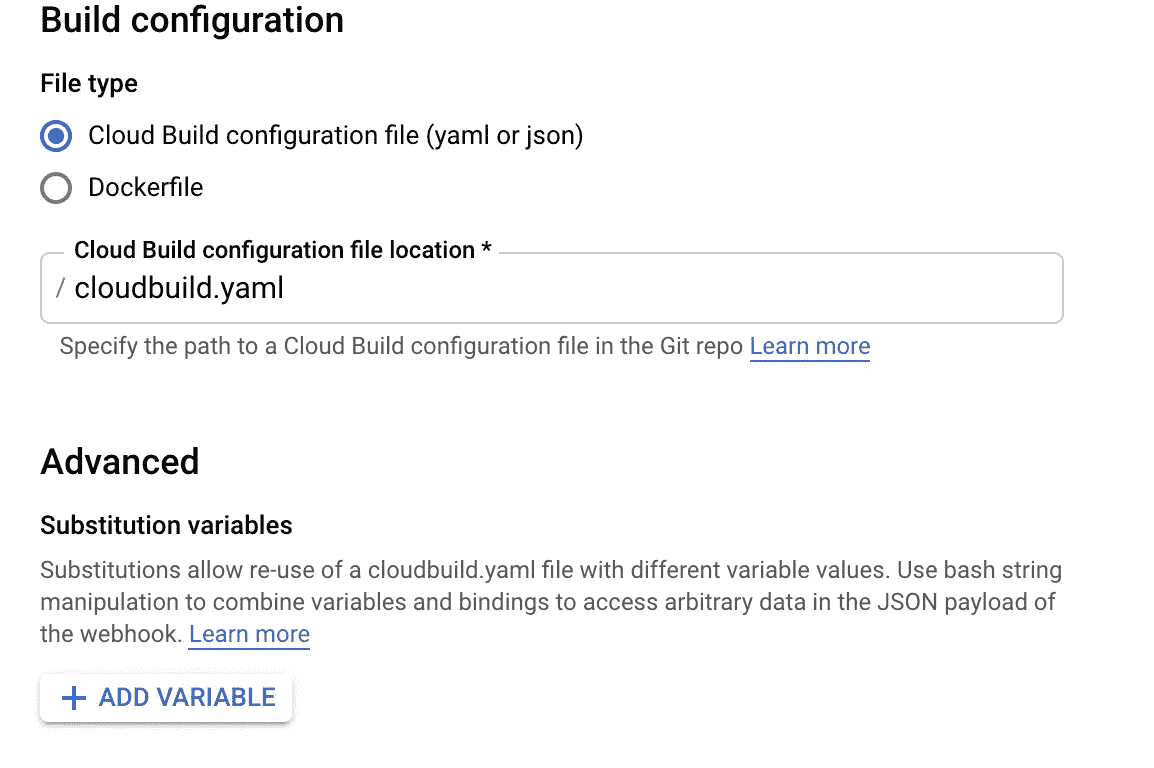 Build configuration
File type
Cloud Build configuration file (yaml or json)
Dockerfile
Cloud Build configuration file location *
/ cloudbuild.yaml
Specify the path to a Cloud Build configuration file in the Git repo Learn more
Advanced
Substitution variables
Substitutions allow re-use of a cloudbuild.yaml file with different variable values. Use bash string
manipulation to combine variables and bindings to access arbitrary data in the JSON payload of
the webhook. Learn more
+ ADD VARIABLE